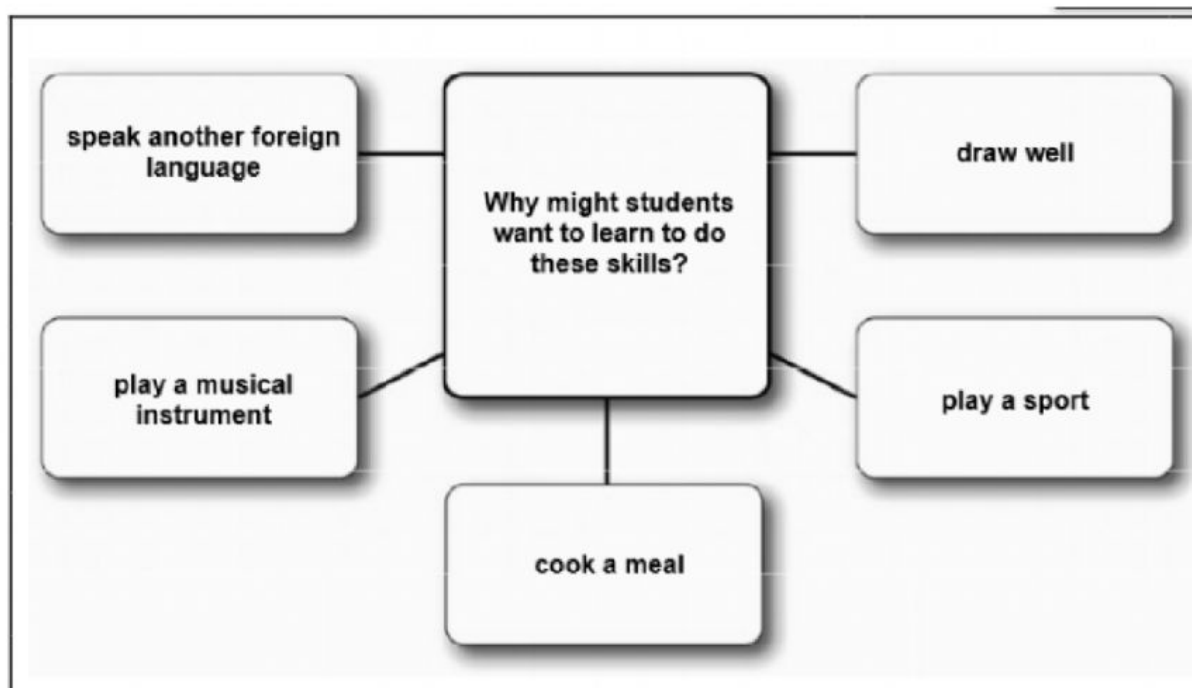 speak another foreign
language
Why might students
want to learn to do
these skills?
draw well
play a musical
instrument
play a sport
cook a meal